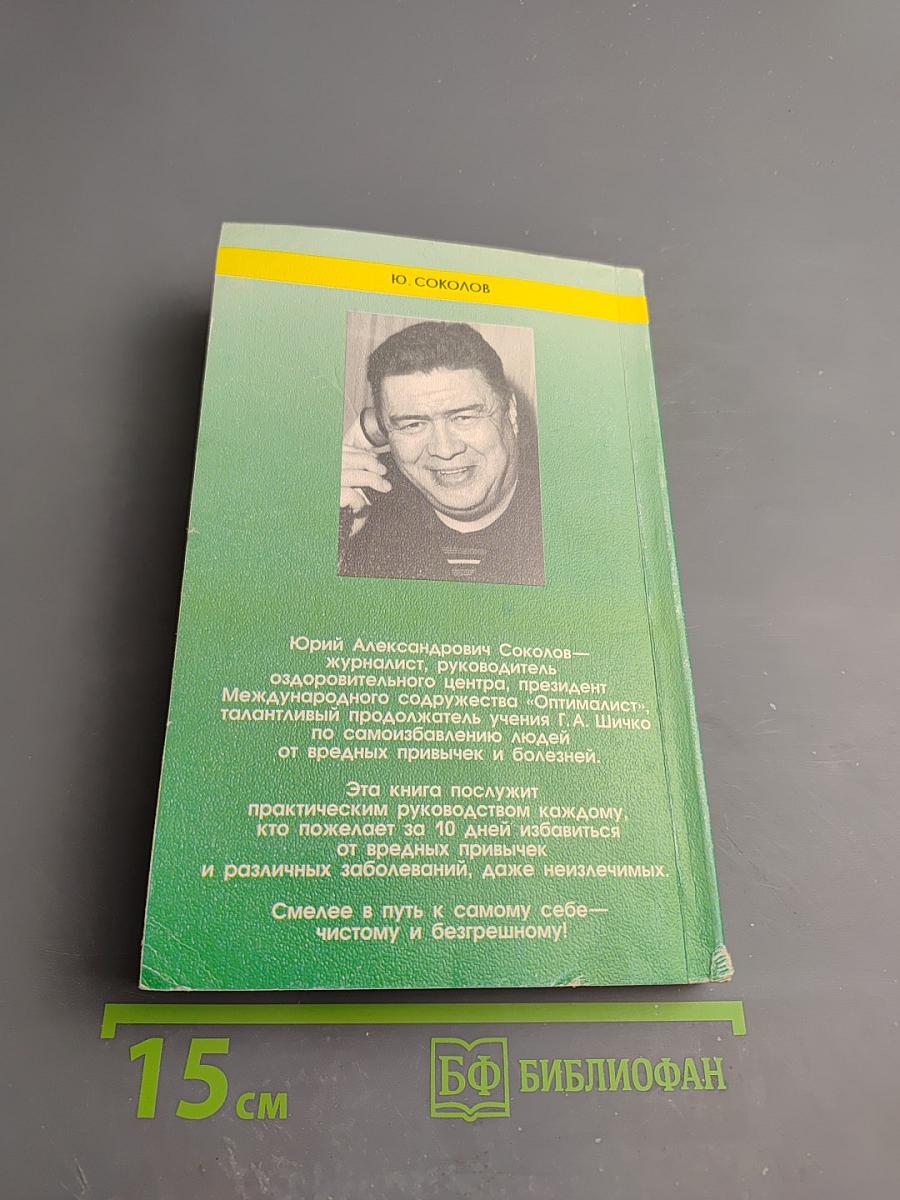 Ю. СОКОЛОВ
Юрий Александрович Соколов—
журналист, руководитель
оздоровительного центра, президент
Международного содружества «Оптималист»,
талантливый продолжатель учения Г. А. Шичко
по самоизбавлению людей
от вредных привычек и болезней.
Эта книга послужит
практическим руководством каждому,
кто пожелает за 10 дней избавиться
от вредных привычек
и различных заболеваний, даже неизлечимых.
Смелее в путь к самому себе—
чистому и безгрешному!
15 см
БФ БИБЛИОФАН